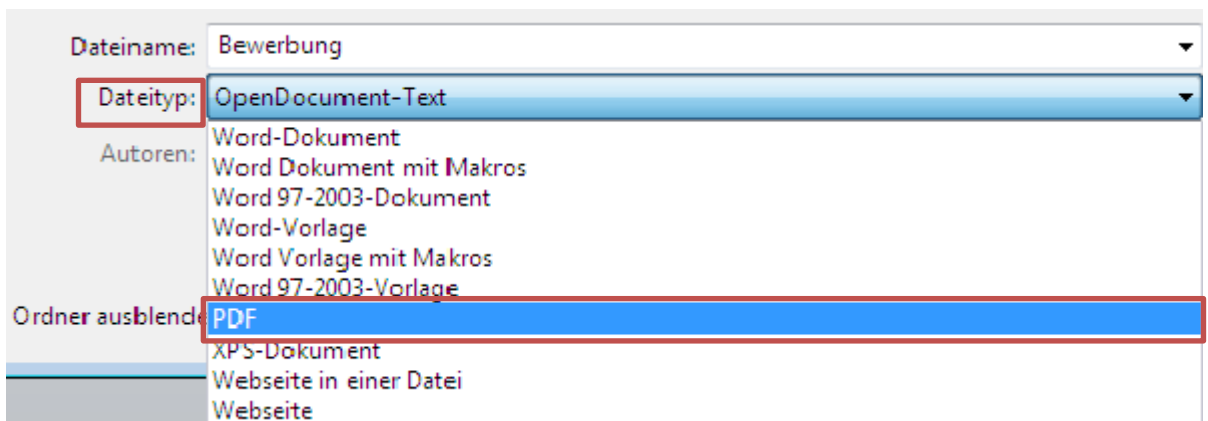 Dateiname: Bewerbung
Dateityp: OpenDocument-Text
Autoren:
Word-Dokument
Word Dokument mit Makros
Word 97-2003-Dokument
Word-Vorlage
Word Vorlage mit Makros
Word 97-2003-Vorlage
Ordner ausblende
PDF
XPS-Dokument
Webseite in einer Datei
Webseite